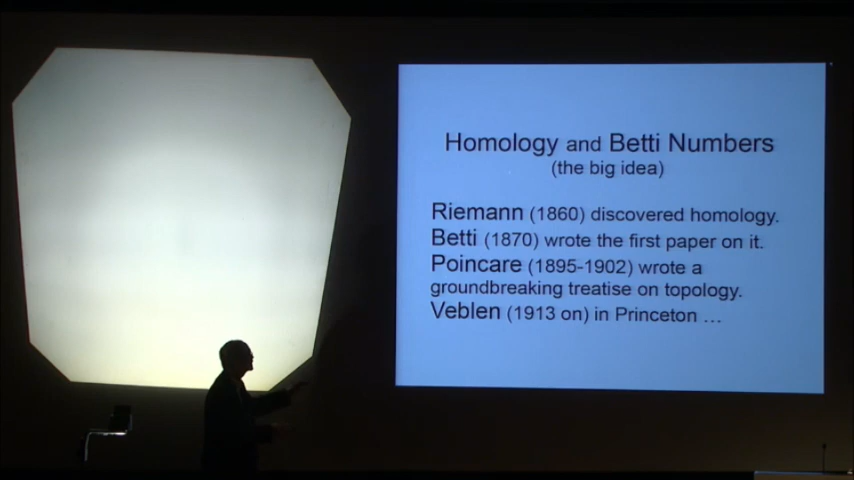 Homology and Betti Numbers
(the big idea)
Riemann (1860) discovered homology.
Betti (1870) wrote the first paper on it.
Poincare (1895-1902) wrote a
groundbreaking treatise on topology.
Veblen (1913 on) in Princeton ...